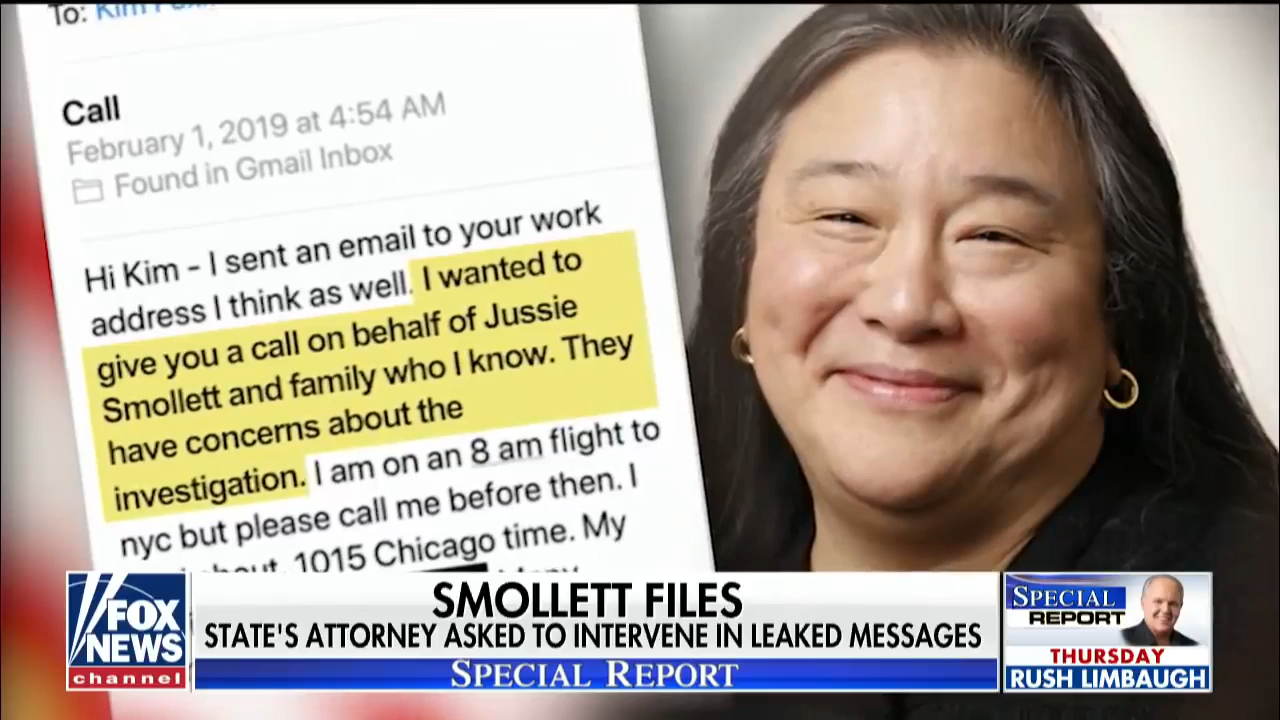 To: Kim
Call
February 1, 2019 at 4:54 AM
Found in Gmail Inbox
Hi Kim - I sent an email to your work
address I think as well. I wanted to
give you a call on behalf of Jussie
Smollett and family who I know. They
have concerns about the
investigation. I am on an 8 am flight to
nyc but please call me before then. I
1015 Chicago time. My
SMOLLETT FILES
STATE'S ATTORNEY ASKED TO INTERVENE IN LEAKED MESSAGES
SPECIAL REPORT
FOX
NEWS
channel
SPECIAL
REPORT
THURSDAY
RUSH LIMBAUGH